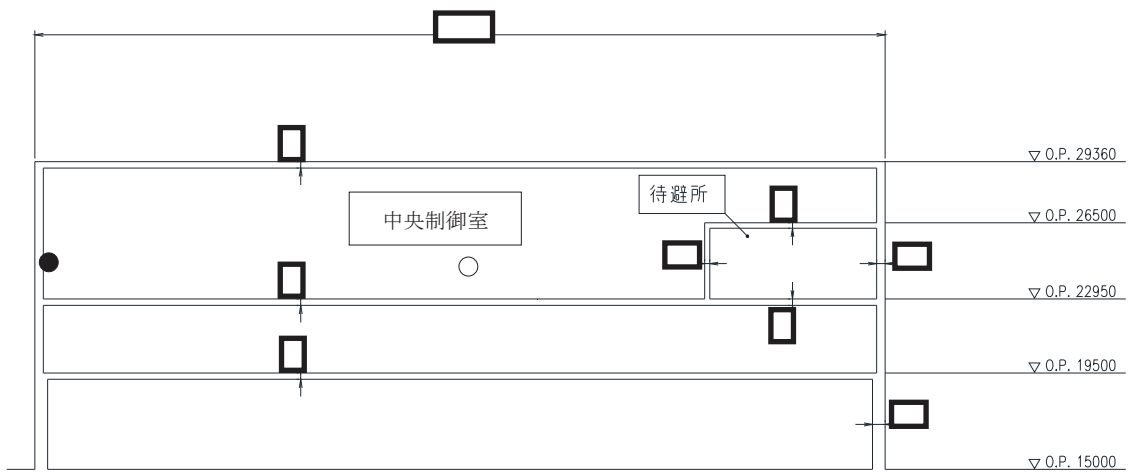 ▽ O.P. 29360
待避所
中央制御室
▽ O.P. 26500
▽ O.P. 22950
▽ O.P. 19500
▽ O.P. 15000